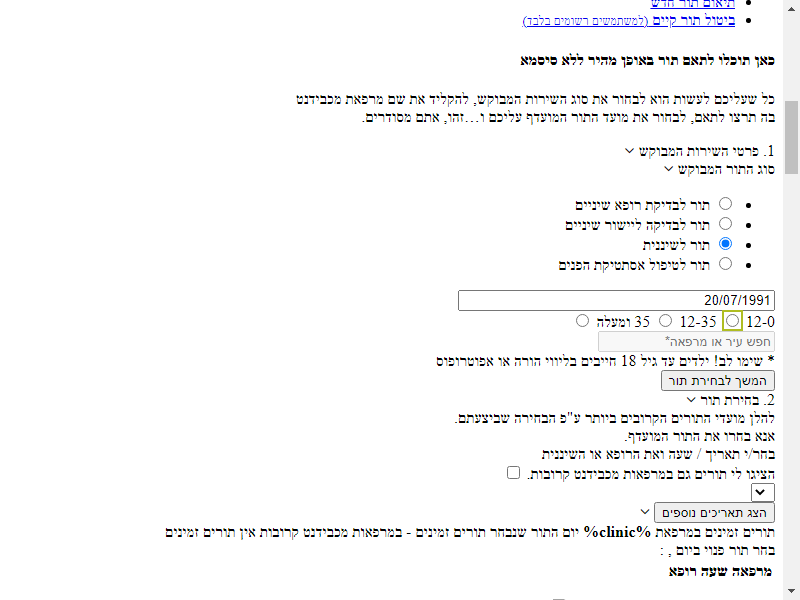 תיאום תור חדש
ביטול תור קיים (למשתמשים רשומים בלבד)
כאן תוכלו לתאם תור באופן מהיר ללא סיסמא
כל שעליכם לעשות הוא לבחור את סוג השירות המבוקש, להקליד את שם מרפאת מכבידנט
בה תרצו לתאם, לבחור את מועד התור המועדף עליכם ו…זהו, אתם מסודרים.
1. פרטי השירות המבוקש
סוג התור המבוקש
תור לבדיקת רופא שיניים
תור לבדיקה ליישור שיניים
תור לשיננית
תור לטיפול אסתטיקת הפנים
20/07/1991
12-0 12-35 35 ומעלה
חפש עיר או מרפאה*
* שימו לב! ילדים עד גיל 18 חייבים בליווי הורה או אפוטרופוס
המשך לבחירת תור
2. בחירת תור
להלן מועדי התורים הקרובים ביותר ע"פ הבחירה שביצעתם.
אנא בחרו את התור המועדף.
בחר/י תאריך / שעה ואת הרופא או השיננית
הציגו לי תורים גם במרפאות מכבידנט קרובות.
הצג תאריכים נוספים
תורים זמינים במרפאת %clinic% יום התור שנבחר תורים זמינים - במרפאות מכבידנט קרובות אין תורים זמינים
בחר תור פנוי ביום , :
מרפאה שעה רופא